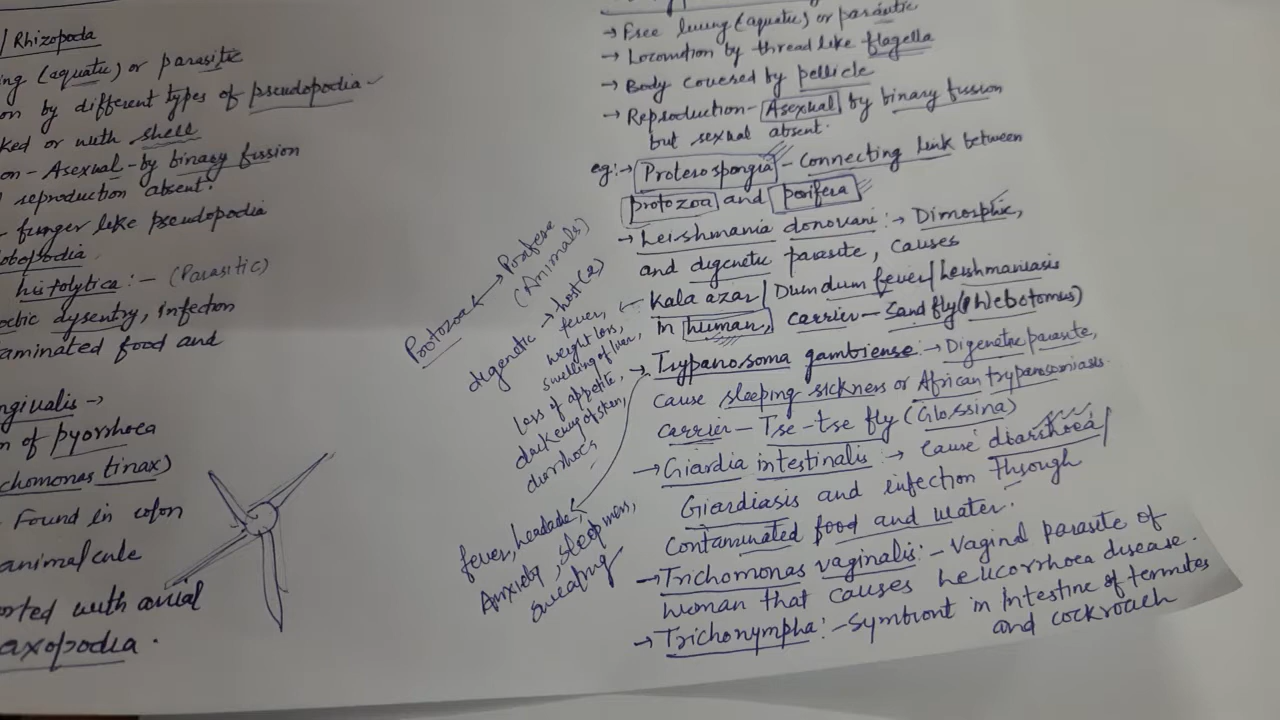 / Rhizopoda
ing (aquatic) or parasitic
on by different types of pseudopodia
ked or with shell
on - Asexual - by binary fission
reproduction absent.
- finger like pseudopodia
lobopodia
histolytica :- (Parasitic)
oebic dysentry, infection
taminated food and
ngivalis →
n of pyorrhoea
chomonas tinax)
Found in colon
animalcule
orted with axial
axopodia.
Protozoa ↔ Porifera
(Animals)
digenetic → host(2)
fever,
weight loss,
swelling of liver,
loss of appetite,
darkening of skin,
diarrhoea
fever, headache,
Anxiety, sleepiness,
sweating
→ Free living (aquatic) or parasitic
→ Locomotion by thread like flagella
→ Body covered by pellicle
→ Reproduction - Asexual by binary fusion
but sexual absent.
eg:→ Proterospongia - Connecting link between
protozoa and porifera
→ Leishmania donovani :→ Dimorphic,
and digenetic parasite, causes
Kala azar/Dumdum fever/Leishmaniasis
in human, carrier - Sand fly (Phlebotomus)
→ Trypanosoma gambiense :→ Digenetic parasite,
cause sleeping sickness or African trypanosomiasis.
carrier - Tse-tse fly (Glossina)
→ Giardia intestinalis → cause diarrhoea/
Giardiasis and infection through
contaminated food and water.
→ Trichomonas vaginalis :- Vaginal parasite of
woman that causes Leucorrhoea disease.
→ Trichonympha :- Symbiont in Intestine of termites
and cockroach